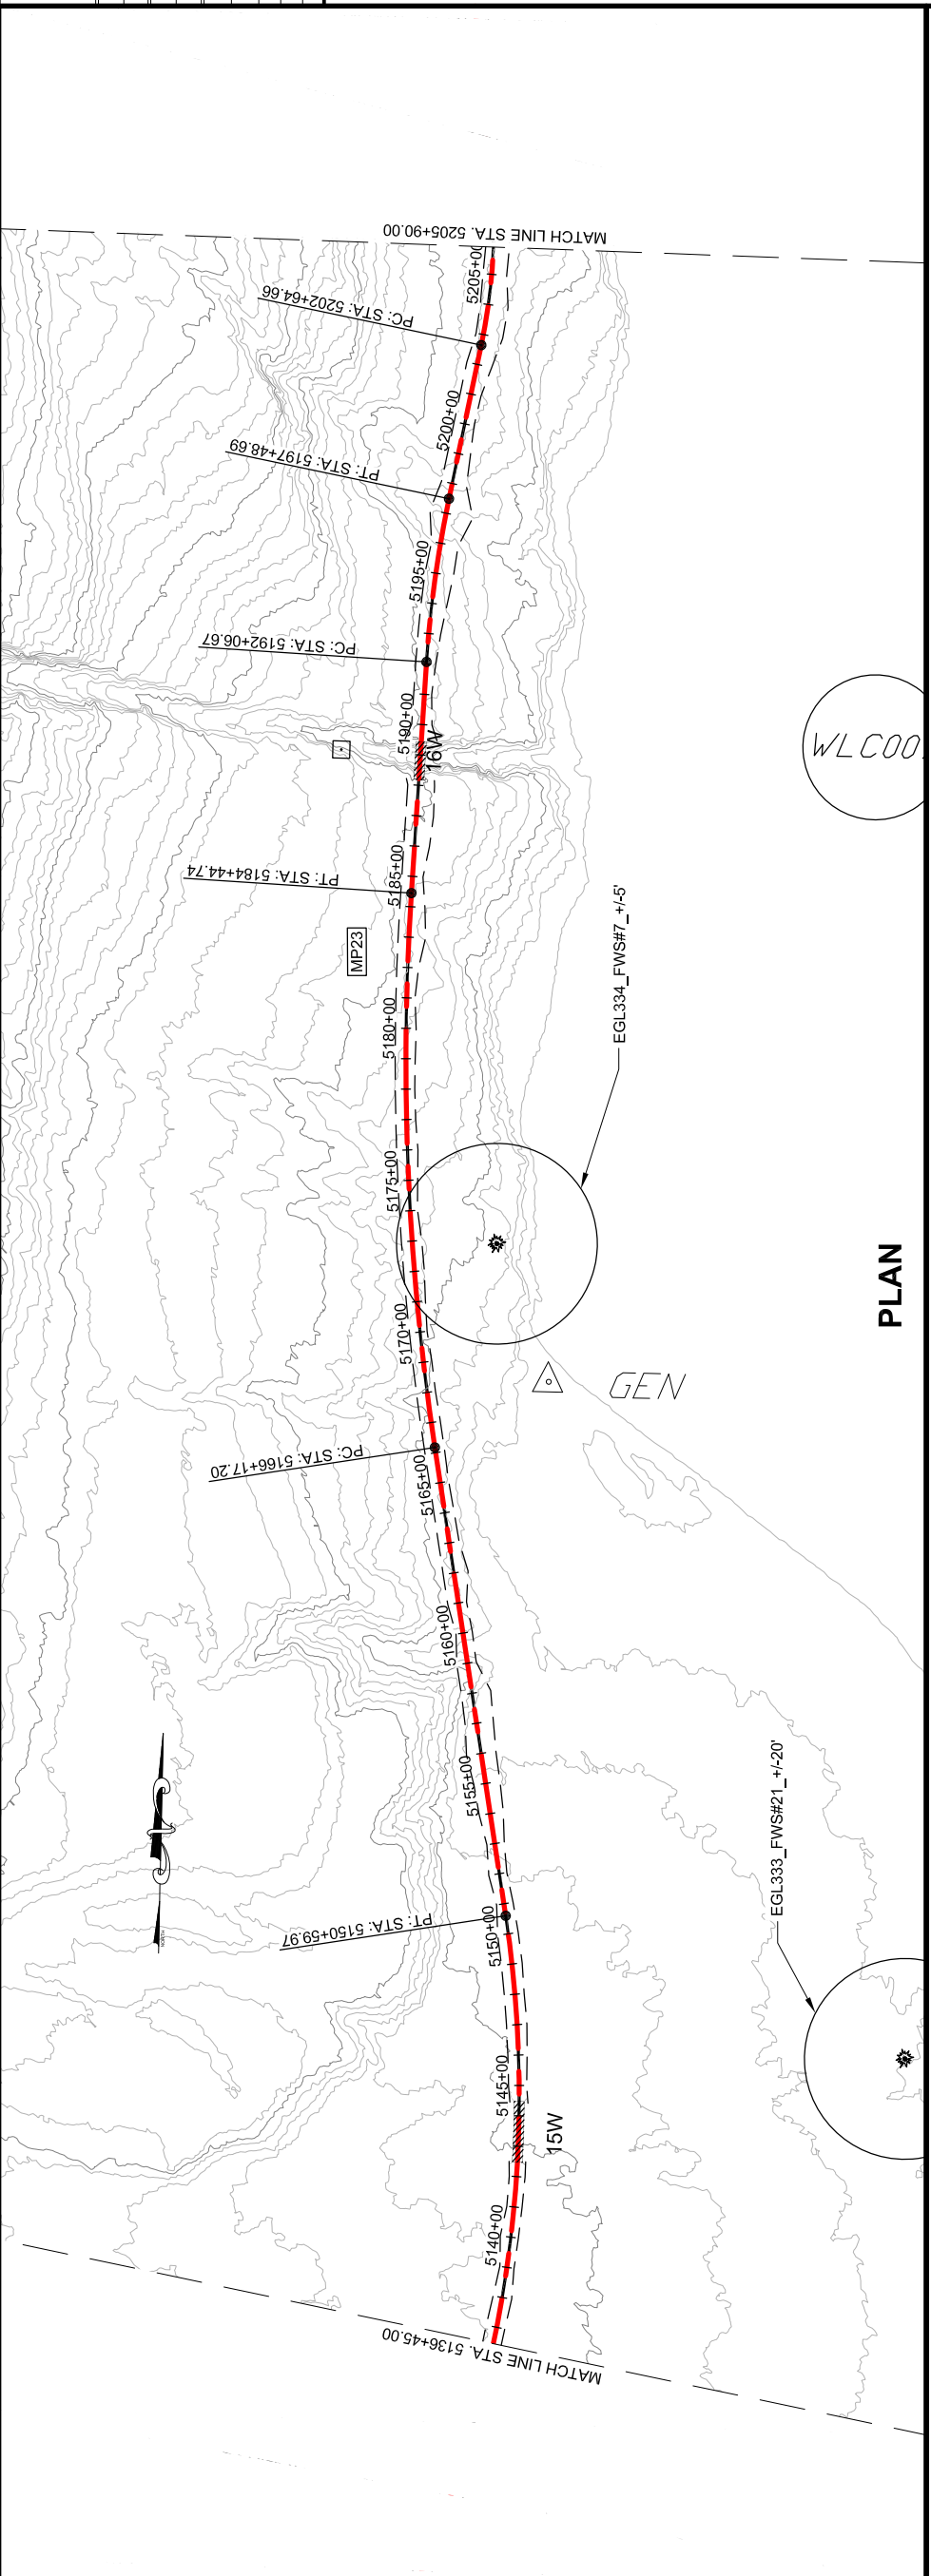 MATCH LINE STA. 5205+90.00
5205+00
PC: STA: 5202+64.66
5200+00
PT: STA: 5197+48.69
5195+00
PC: STA: 5192+06.67
5190+00
16W
WLC00
5185+00
PT: STA: 5184+44.74
MP23
EGL334_FWS#7_+/-5'
5180+00
5175+00
PLAN
5170+00
GEN
PC: STA: 5166+17.20
5165+00
5160+00
5155+00
EGL333_FWS#21_+/-20'
NORTH
PT: STA: 5150+59.97
5150+00
5145+00
15W
5140+00
MATCH LINE STA. 5136+45.00